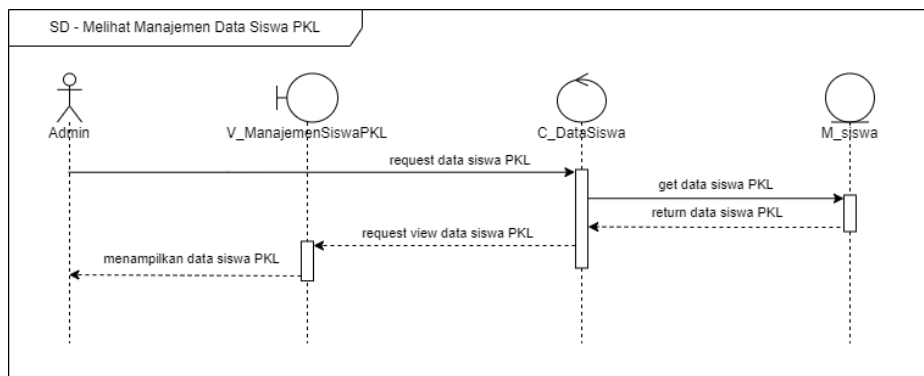 SD - Melihat Manajemen Data Siswa PKL
Admin
V_ManajemenSiswaPKL
C_DataSiswa
M_siswa
request data siswa PKL
get data siswa PKL
return data siswa PKL
request view data siswa PKL
menampilkan data siswa PKL